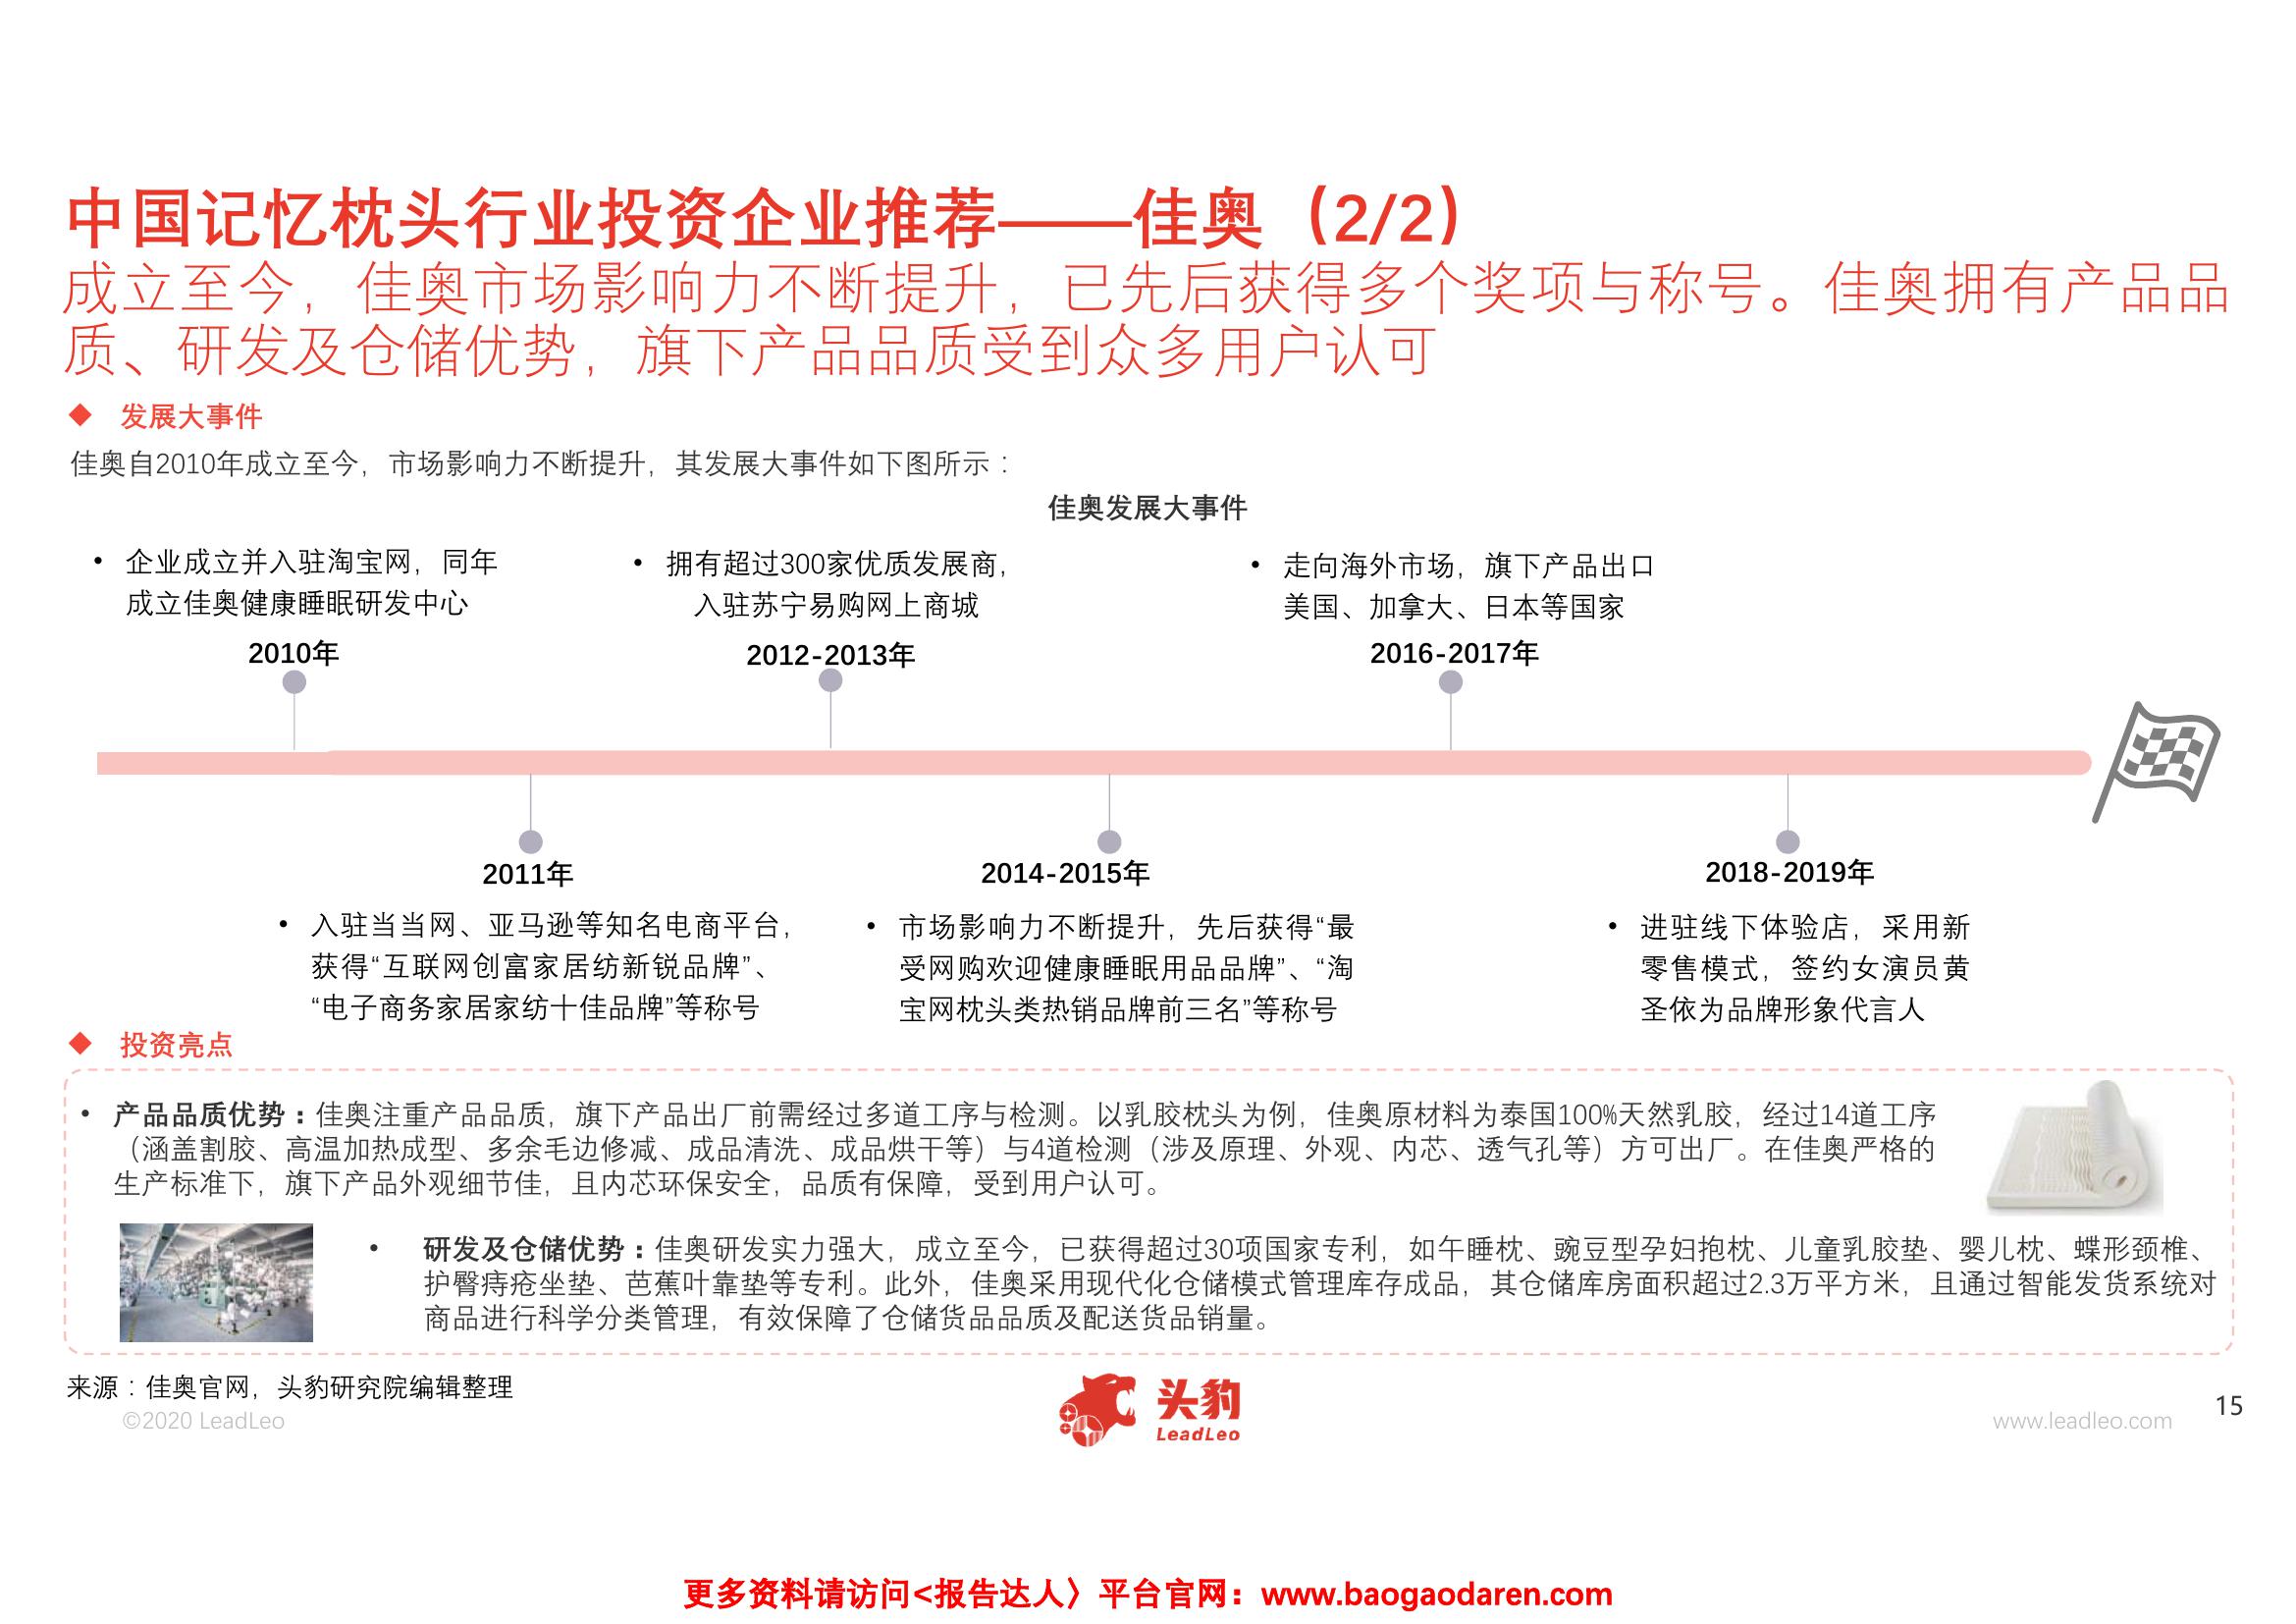 中国记忆枕头行业投资企业推荐——佳奥（2/2）
成立至今，佳奥市场影响力不断提升，已先后获得多个奖项与称号。佳奥拥有产品品
质、研发及仓储优势，旗下产品品质受到众多用户认可
◆ 发展大事件
佳奥自2010年成立至今，市场影响力不断提升，其发展大事件如下图所示：
佳奥发展大事件
• 企业成立并入驻淘宝网，同年
成立佳奥健康睡眠研发中心
2010年
• 拥有超过300家优质发展商，
入驻苏宁易购网上商城
2012-2013年
• 走向海外市场，旗下产品出口
美国、加拿大、日本等国家
2016-2017年
2011年
• 入驻当当网、亚马逊等知名电商平台，
获得“互联网创富家居纺新锐品牌”、
“电子商务家居家纺十佳品牌”等称号
2014-2015年
• 市场影响力不断提升，先后获得“最
受网购欢迎健康睡眠用品品牌”、“淘
宝网枕头类热销品牌前三名”等称号
2018-2019年
• 进驻线下体验店，采用新
零售模式，签约女演员黄
圣依为品牌形象代言人
◆ 投资亮点
• 产品品质优势：佳奥注重产品品质，旗下产品出厂前需经过多道工序与检测。以乳胶枕头为例，佳奥原材料为泰国100%天然乳胶，经过14道工序
（涵盖割胶、高温加热成型、多余毛边修减、成品清洗、成品烘干等）与4道检测（涉及原理、外观、内芯、透气孔等）方可出厂。在佳奥严格的
生产标准下，旗下产品外观细节佳，且内芯环保安全，品质有保障，受到用户认可。
• 研发及仓储优势：佳奥研发实力强大，成立至今，已获得超过30项国家专利，如午睡枕、豌豆型孕妇抱枕、儿童乳胶垫、婴儿枕、蝶形颈椎、
护臀痔疮坐垫、芭蕉叶靠垫等专利。此外，佳奥采用现代化仓储模式管理库存成品，其仓储库房面积超过2.3万平方米，且通过智能发货系统对
商品进行科学分类管理，有效保障了仓储货品品质及配送货品销量。
来源：佳奥官网，头豹研究院编辑整理
©2020 LeadLeo
头豹
LeadLeo
www.leadleo.com
15
更多资料请访问<报告达人〉平台官网：www.baogaodaren.com